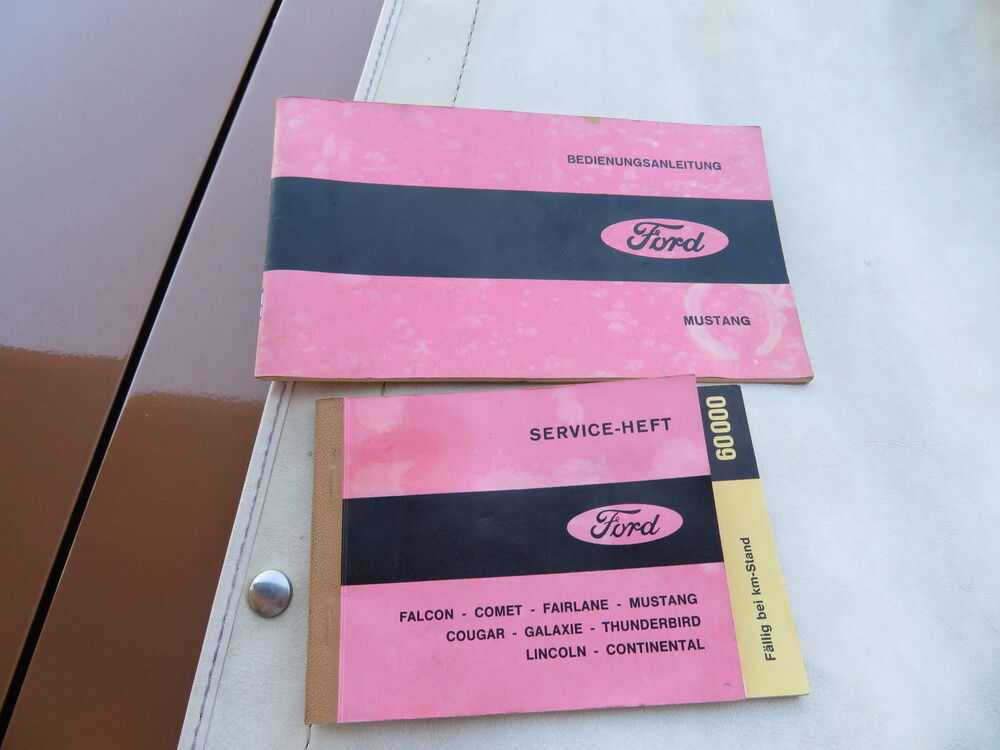 BEDIENUNGSANLEITUNG
Ford
MUSTANG
SERVICE-HEFT
Ford
FALCON - COMET - FAIRLANE - MUSTANG
COUGAR - GALAXIE - THUNDERBIRD
LINCOLN - CONTINENTAL
60000
Fällig bei km-Stand